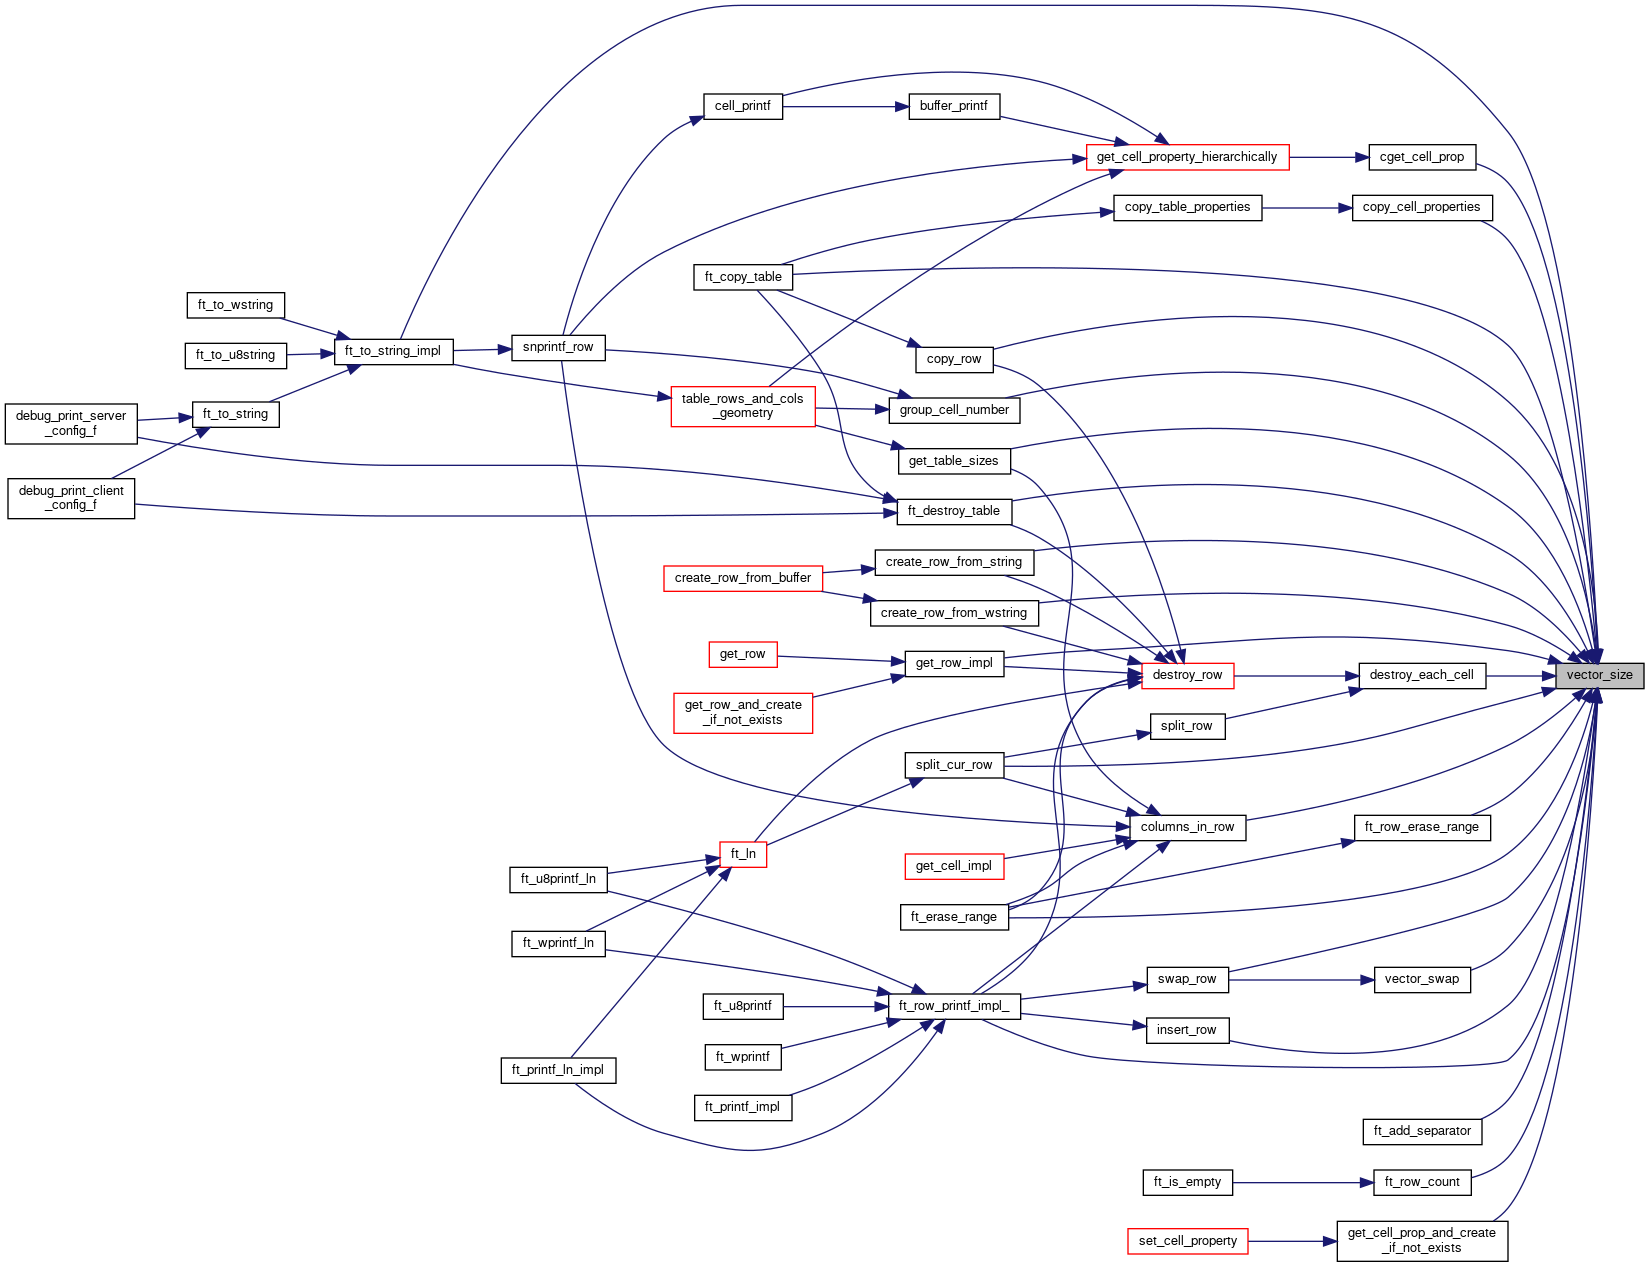 cell_printf
buffer_printf
get_cell_property_hierarchically
cget_cell_prop
copy_table_properties
copy_cell_properties
ft_copy_table
ft_to_wstring
ft_to_u8string
ft_to_string_impl
snprintf_row
copy_row
table_rows_and_cols
_geometry
group_cell_number
debug_print_server
_config_f
ft_to_string
get_table_sizes
debug_print_client
_config_f
ft_destroy_table
create_row_from_string
create_row_from_buffer
create_row_from_wstring
get_row
get_row_impl
destroy_row
destroy_each_cell
vector_size
get_row_and_create
_if_not_exists
split_row
split_cur_row
columns_in_row
ft_row_erase_range
ft_ln
get_cell_impl
ft_u8printf_ln
ft_erase_range
ft_wprintf_ln
swap_row
vector_swap
ft_u8printf
ft_row_printf_impl_
insert_row
ft_wprintf
ft_printf_ln_impl
ft_printf_impl
ft_add_separator
ft_is_empty
ft_row_count
set_cell_property
get_cell_prop_and_create
_if_not_exists